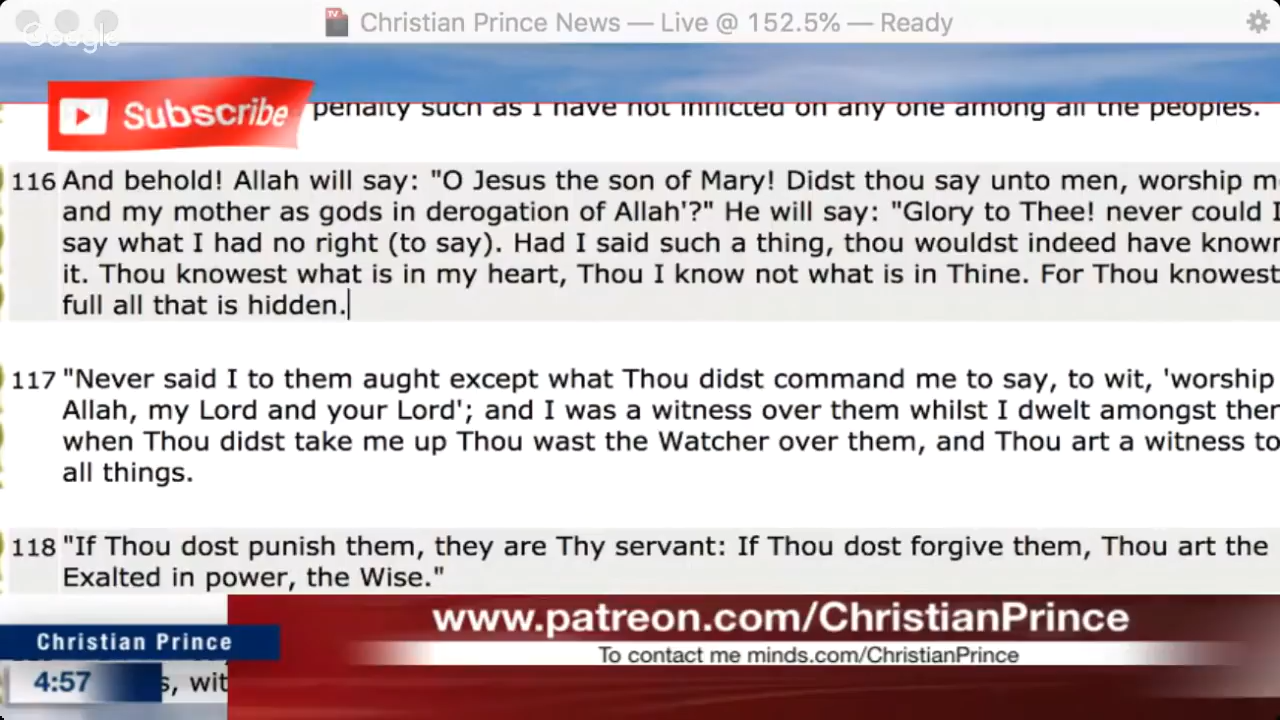 Christian Prince News — Live @ 152.5% — Ready
Google
Subscribe
penalty such as I have not inflicted on any one among all the peoples.
116 And behold! Allah will say: "O Jesus the son of Mary! Didst thou say unto men, worship m
and my mother as gods in derogation of Allah'?" He will say: "Glory to Thee! never could I
say what I had no right (to say). Had I said such a thing, thou wouldst indeed have known
it. Thou knowest what is in my heart, Thou I know not what is in Thine. For Thou knowest
full all that is hidden.
117 "Never said I to them aught except what Thou didst command me to say, to wit, 'worship
Allah, my Lord and your Lord'; and I was a witness over them whilst I dwelt amongst
when Thou didst take me up Thou wast the Watcher over them, and Thou art a witness to
all things.
118 "If Thou dost punish them, they are Thy servant: If Thou dost forgive them, Thou art the
Exalted in power, the Wise."
www.patreon.com/ChristianPrince
Christian Prince
To contact me minds.com/ChristianPrince
4:57
s, wit